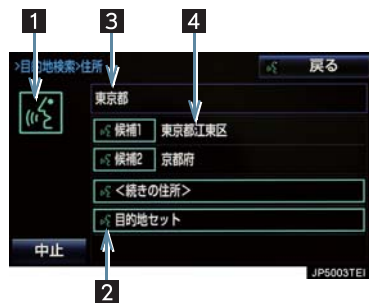 1 3 4
>目的地検索>住所 戻る
東京都
候補1 東京都江東区
候補2 京都府
<続きの住所>
目的地セット
中止
JP5003TEI
2